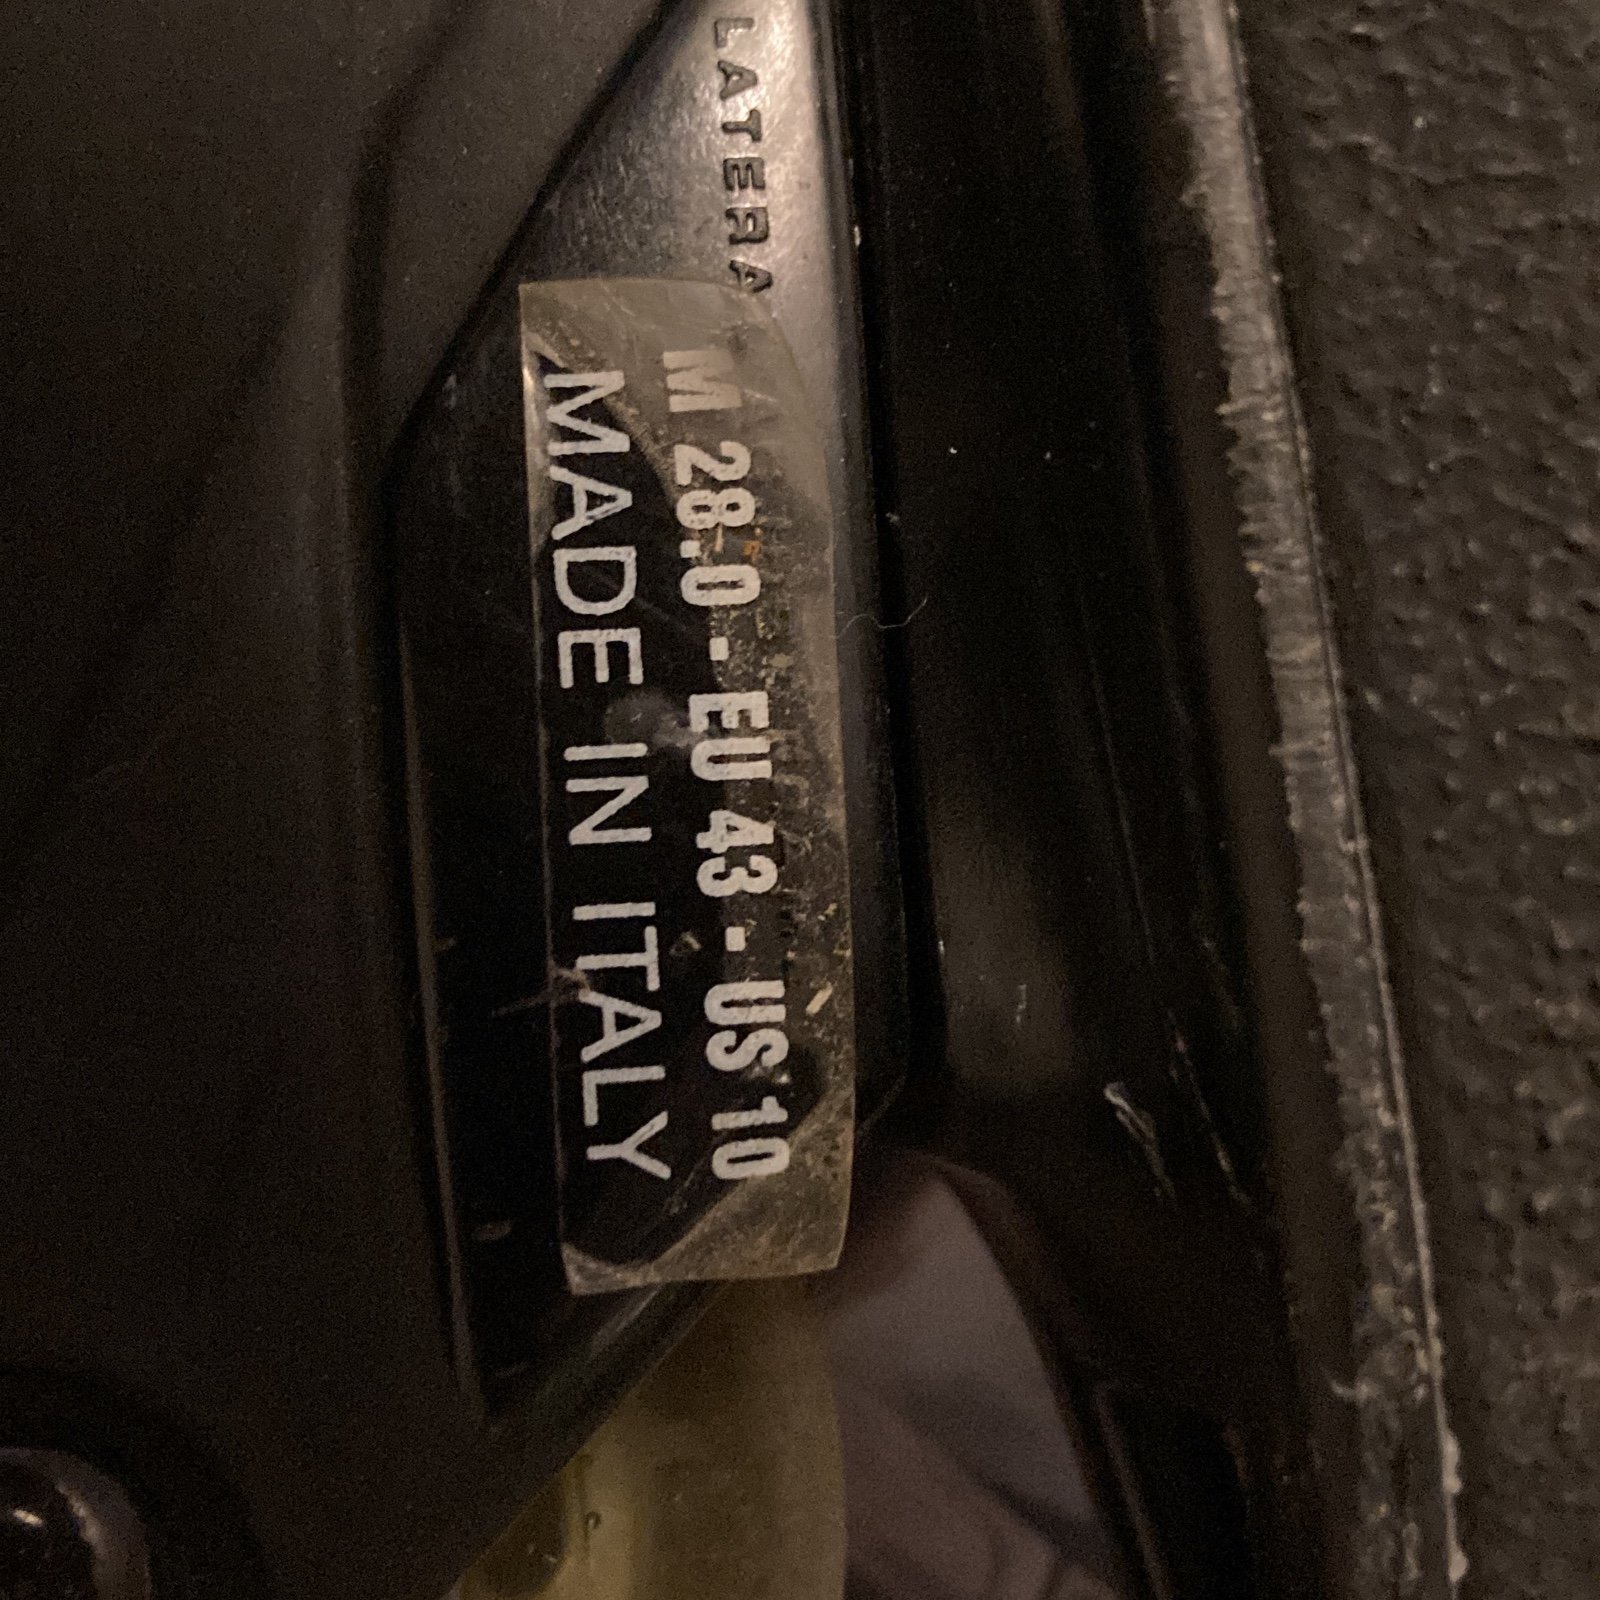 LATERA
M 28.0 - EU 43 - US 10
MADE IN ITALY